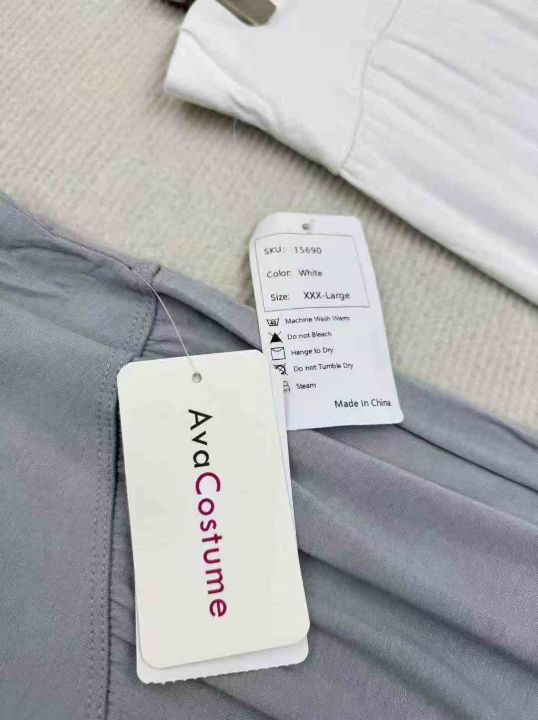 SKU: 15690
Color: White
Size: XXX-Large
Machine Wash Warm
Do not Bleach
Hange to Dry
Do not Tumble Dry
Steam
Made in China
AvaCostume